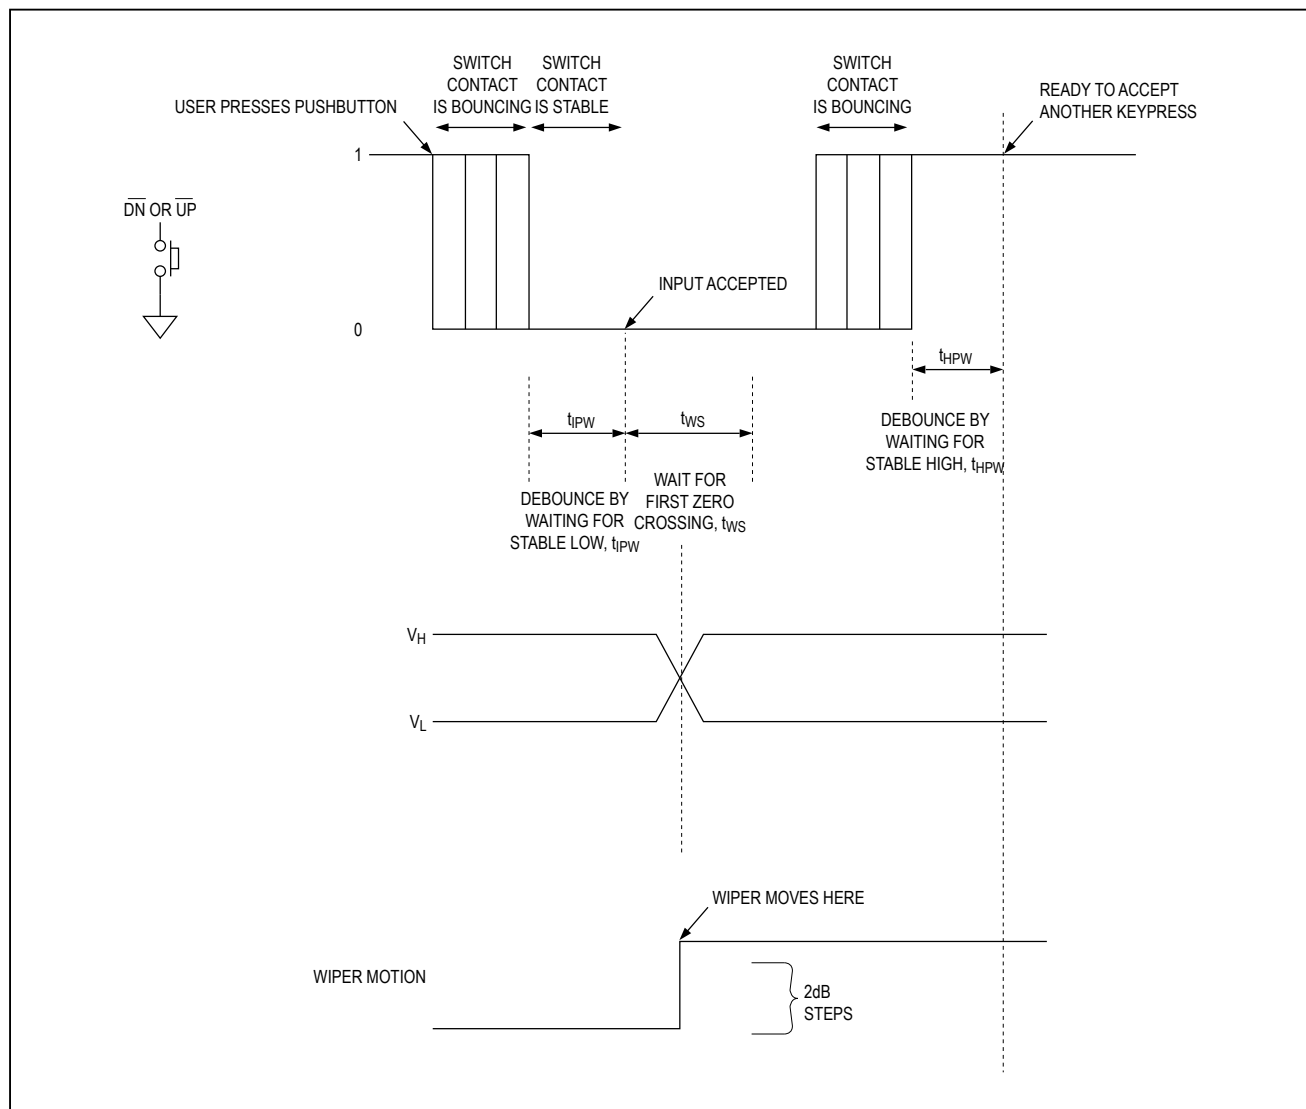 SWITCH
CONTACT
IS BOUNCING
SWITCH
CONTACT
IS STABLE
SWITCH
CONTACT
IS BOUNCING
READY TO ACCEPT
ANOTHER KEYPRESS
USER PRESSES PUSHBUTTON
1
DN OR UP
INPUT ACCEPTED
0
tHPW
tIPW
tWS
DEBOUNCE BY
WAITING FOR
STABLE HIGH, tHPW
WAIT FOR
FIRST ZERO
CROSSING, tWS
DEBOUNCE BY
WAITING FOR
STABLE LOW, tIPW
VH
VL
WIPER MOVES HERE
WIPER MOTION
2dB
STEPS